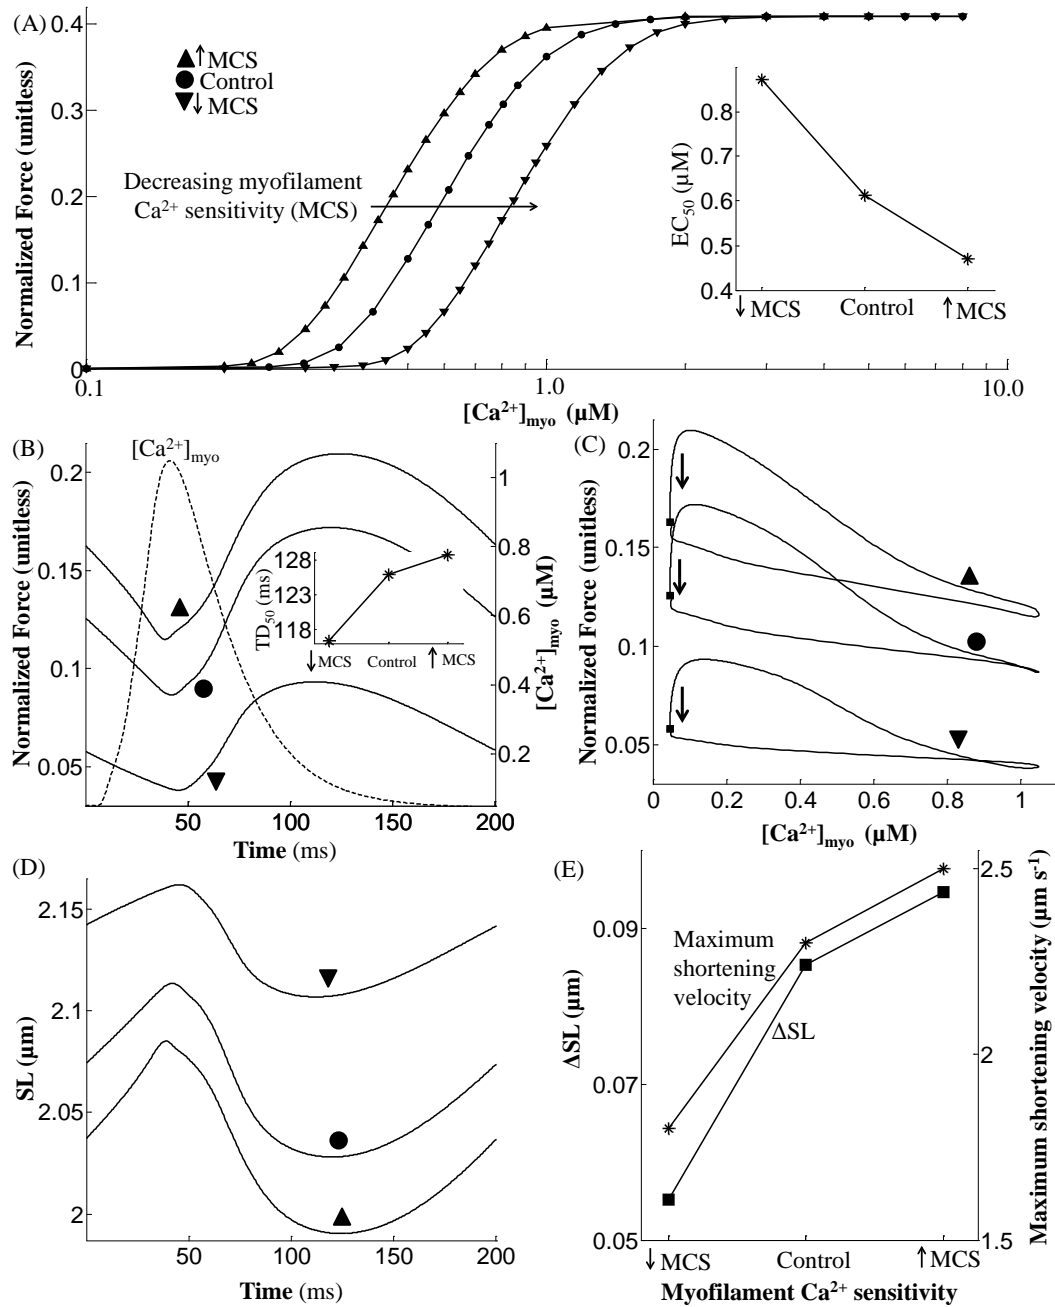 (A)
0.4
0.3
0.2
0.1
0
Normalized Force (unitless)
↑ MCS
Control
↓ MCS
Decreasing myofilament
Ca²⁺ sensitivity (MCS)
0.8
0.6
0.5
0.4
EC₅₀ (µM)
↓ MCS Control ↑ MCS
0.1 1.0 10.0
[Ca²⁺]myo (µM)
(B)
[Ca²⁺]myo
0.2
0.15
0.1
0.05
Normalized Force (unitless)
1
0.8
0.6
0.4
0.2
[Ca²⁺]myo (µM)
128
123
118
TD₅₀ (ms)
↓ MCS Control ↑ MCS
50 100 150 200
Time (ms)
(C)
0.2
0.15
0.1
0.05
Normalized Force (unitless)
0 0.2 0.4 0.6 0.8 1
[Ca²⁺]myo (µM)
(D)
2.15
2.1
2.05
2
SL (µm)
50 100 150 200
Time (ms)
(E)
0.09
0.07
0.05
ΔSL (µm)
Maximum
shortening
velocity
ΔSL
2.5
2
1.5
Maximum shortening velocity (µm s⁻¹)
↓ MCS Control ↑ MCS
Myofilament Ca²⁺ sensitivity